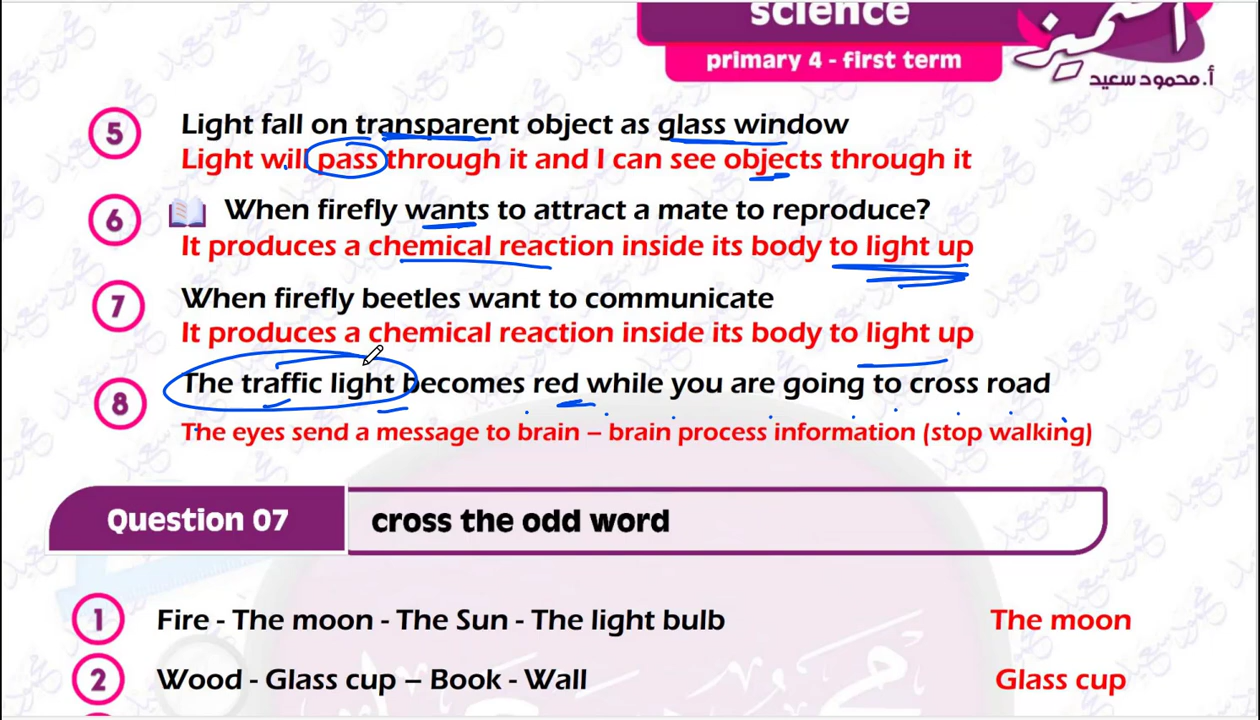 science
primary 4 - first term
أ. محمود سعيد
5 Light fall on transparent object as glass window
Light will pass through it and I can see objects through it
6 When firefly wants to attract a mate to reproduce?
It produces a chemical reaction inside its body to light up
7 When firefly beetles want to communicate
It produces a chemical reaction inside its body to light up
8 The traffic light becomes red while you are going to cross road
The eyes send a message to brain – brain process information (stop walking)
Question 07 cross the odd word
1 Fire - The moon - The Sun - The light bulb The moon
2 Wood - Glass cup – Book - Wall Glass cup